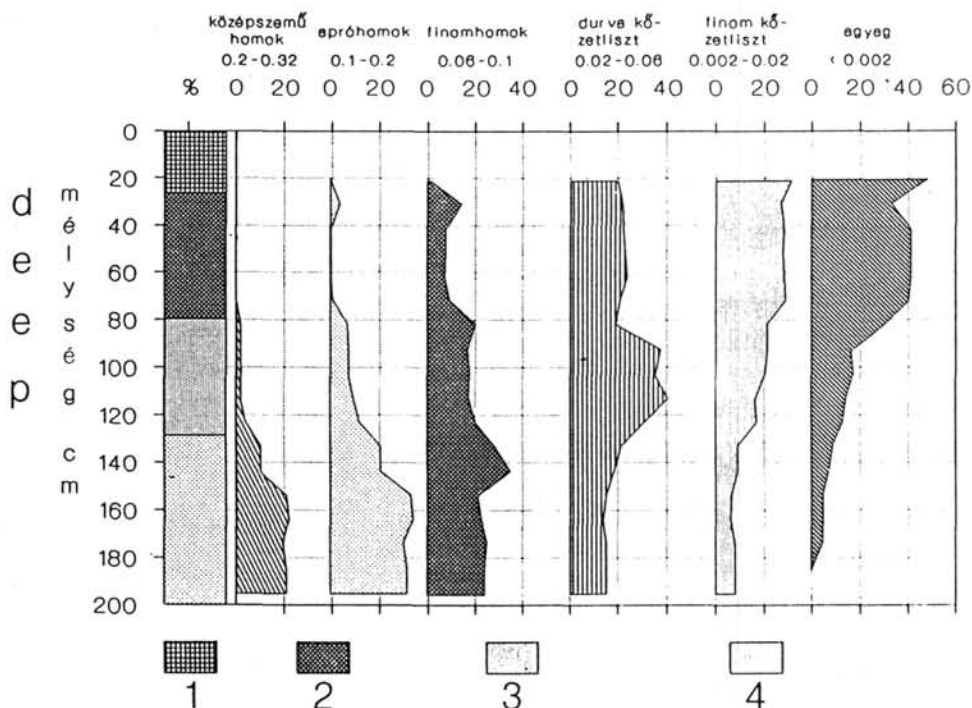 középszemű
homok
0.2-0.32
apróhomok
0.1-0.2
finomhomok
0.06-0.1
durva kő-
zetliszt
0.02-0.06
finom kő-
zetliszt
0.002-0.02
agyag
< 0.002
% 0 20 0 20 0 20 40 0 20 40 0 20 0 20 40 60
0
20
40
60
80
100
120
140
160
180
200
deep
mélység
cm
1 2 3 4